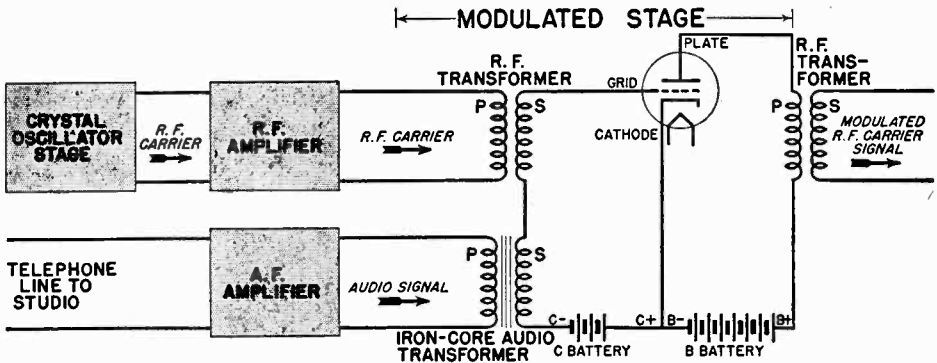 MODULATED STAGE
PLATE
R.F.
TRANS-
FORMER
R. F.
TRANSFORMER
GRID
P
S
P
S
CRYSTAL
OSCILLATOR
STAGE
R.F.
CARRIER
R.F.
AMPLIFIER
R.F. CARRIER
CATHODE
MODULATED
R.F. CARRIER
SIGNAL
P
S
TELEPHONE
LINE TO
STUDIO
A.F.
AMPLIFIER
AUDIO SIGNAL
C-
C+
B-
B+
IRON-CORE AUDIO
TRANSFORMER
C BATTERY
B BATTERY